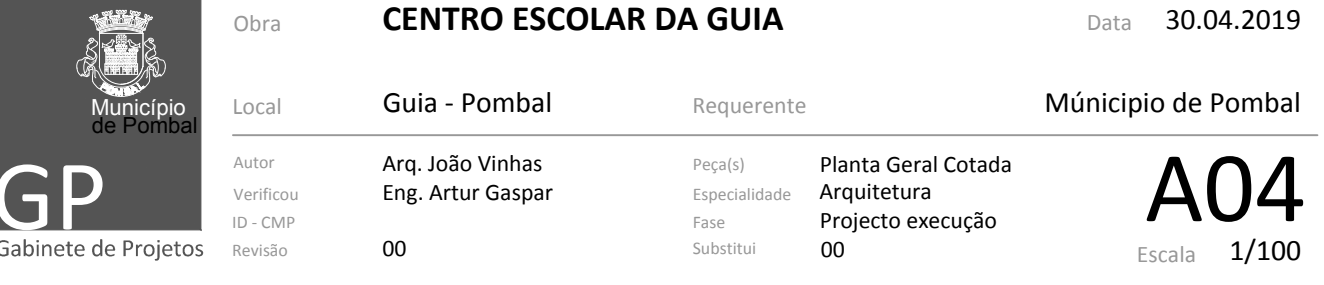 Município
de Pombal
GP
Gabinete de Projetos
Obra CENTRO ESCOLAR DA GUIA Data 30.04.2019
Local Guia - Pombal Requerente Múnicipio de Pombal
Autor Arq. João Vinhas Peça(s) Planta Geral Cotada
Verificou Eng. Artur Gaspar Especialidade Arquitetura
ID - CMP Fase Projecto execução
Revisão 00 Substitui 00
A04
Escala 1/100